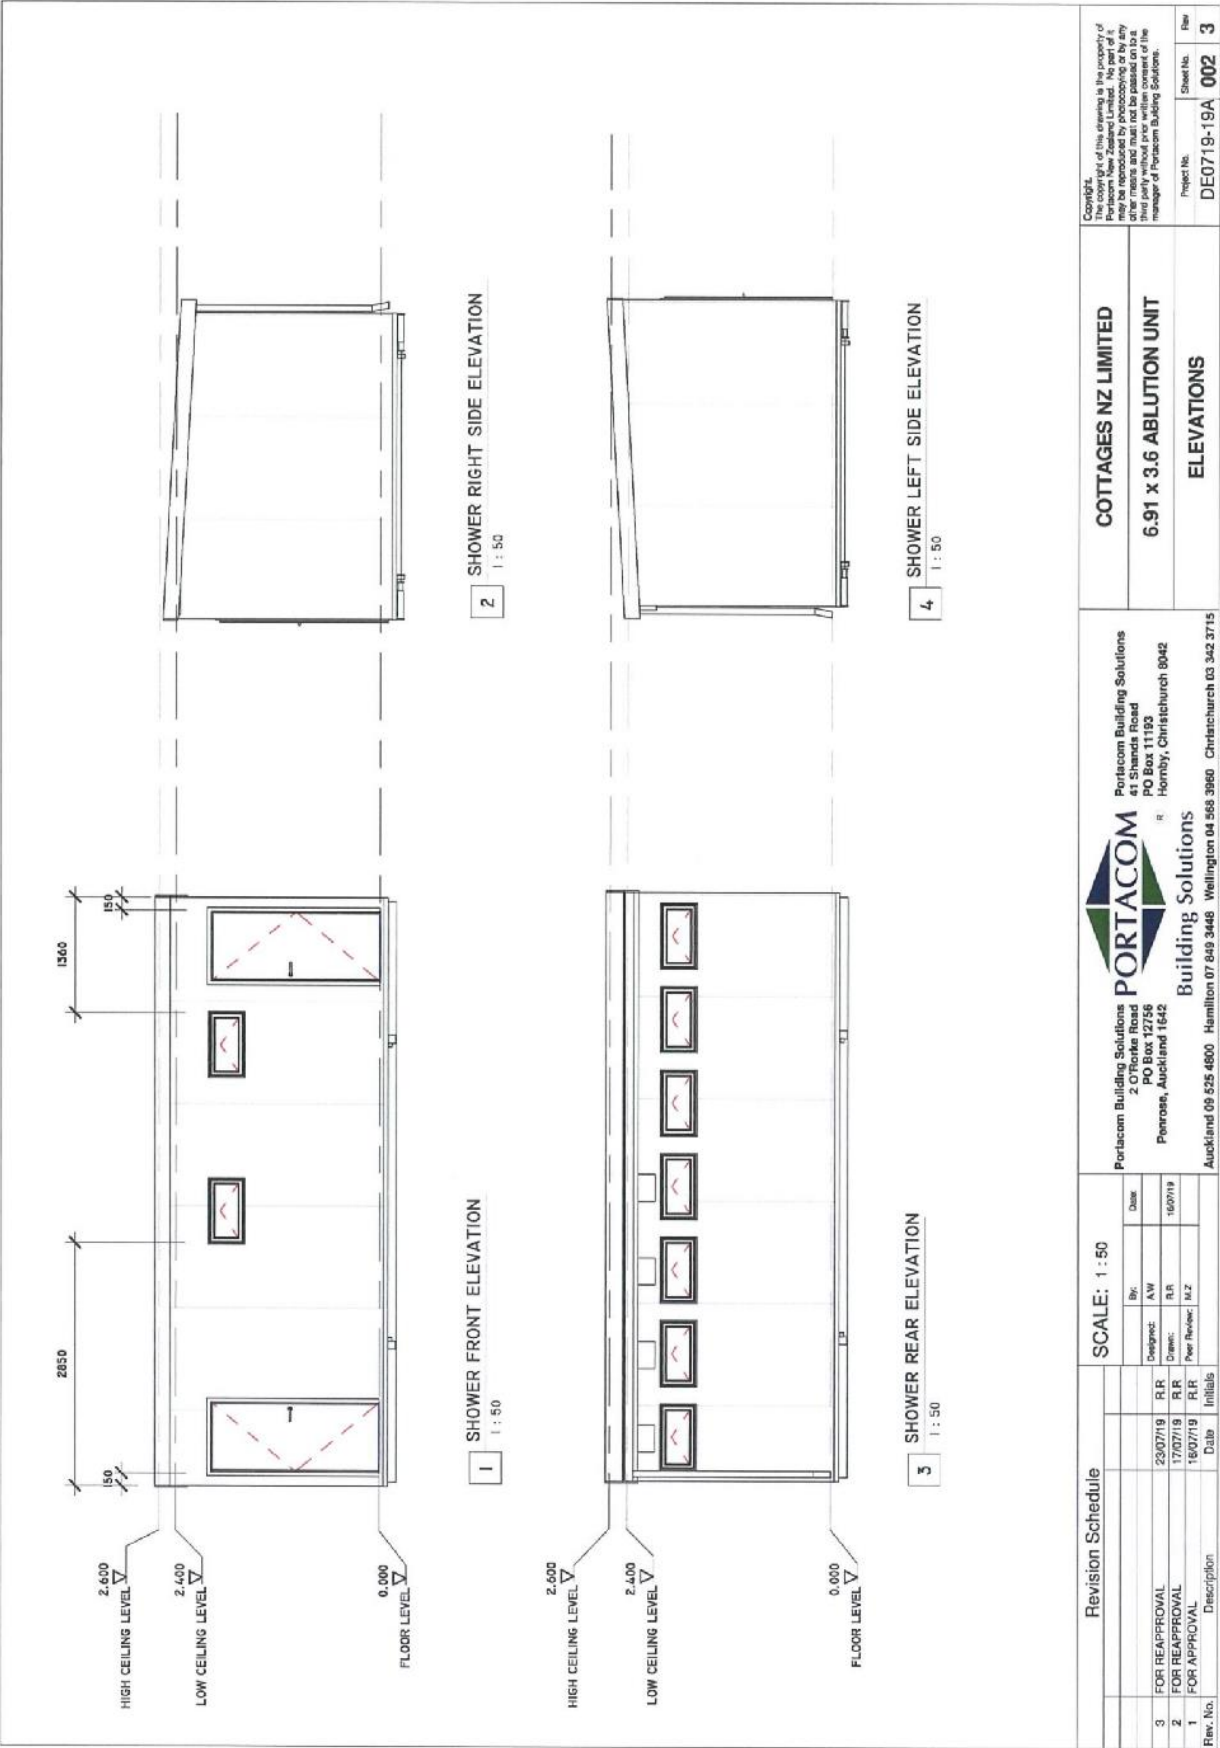 2.600
HIGH CEILING LEVEL
2.400
LOW CEILING LEVEL
0.000
FLOOR LEVEL
150
2850
1360
150
1 SHOWER FRONT ELEVATION
1 : 50
2 SHOWER RIGHT SIDE ELEVATION
1 : 50
2.600
HIGH CEILING LEVEL
2.400
LOW CEILING LEVEL
0.000
FLOOR LEVEL
3 SHOWER REAR ELEVATION
1 : 50
4 SHOWER LEFT SIDE ELEVATION
1 : 50
Revision Schedule
3 FOR REAPPROVAL 23/07/19 R.R
2 FOR REAPPROVAL 17/07/19 R.R
1 FOR APPROVAL 16/07/19 R.R
Rev. No. Description Date Initials
SCALE: 1 : 50
By: Date:
Designed: A.W
Drawn: R.R 16/07/19
Peer Review: M.Z
Portacom Building Solutions
2 O'Rorke Road
PO Box 12756
Penrose, Auckland 1642
PORTACOM
R
Building Solutions
Portacom Building Solutions
41 Shands Road
PO Box 11193
Hornby, Christchurch 8042
Auckland 09 525 4800 Hamilton 07 849 3448 Wellington 04 568 3960 Christchurch 03 342 3715
COTTAGES NZ LIMITED
6.91 x 3.6 ABLUTION UNIT
ELEVATIONS
Copyright.
The copyright of this drawing is the property of
Portacom New Zealand Limited. No part of it
may be reproduced by photocopying or by any
other means and must not be passed on to a
third party without prior written consent of the
manager of Portacom Building Solutions.
Project No. Sheet No. Rev
DE0719-19A 002 3